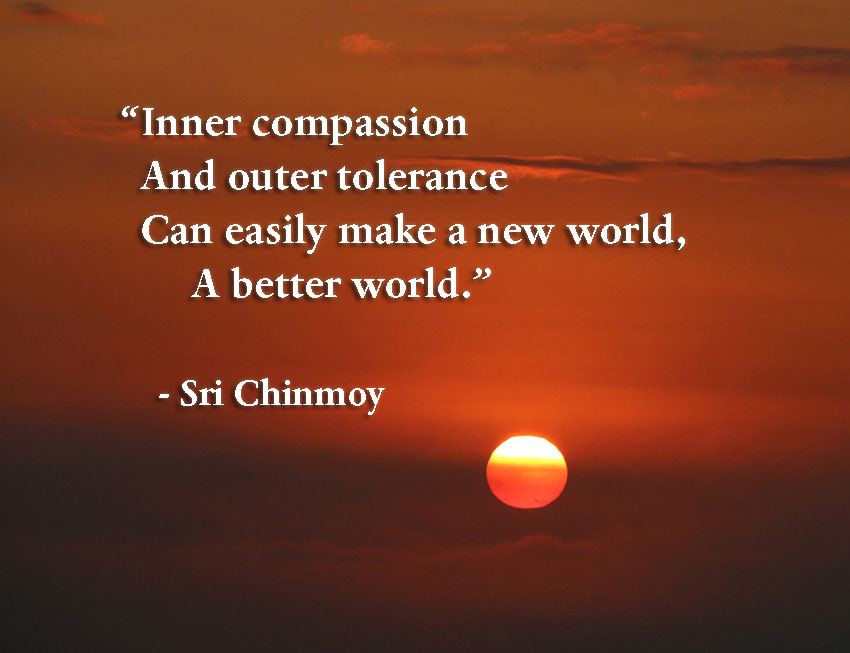 “Inner compassion
And outer tolerance
Can easily make a new world,
A better world.”
- Sri Chinmoy